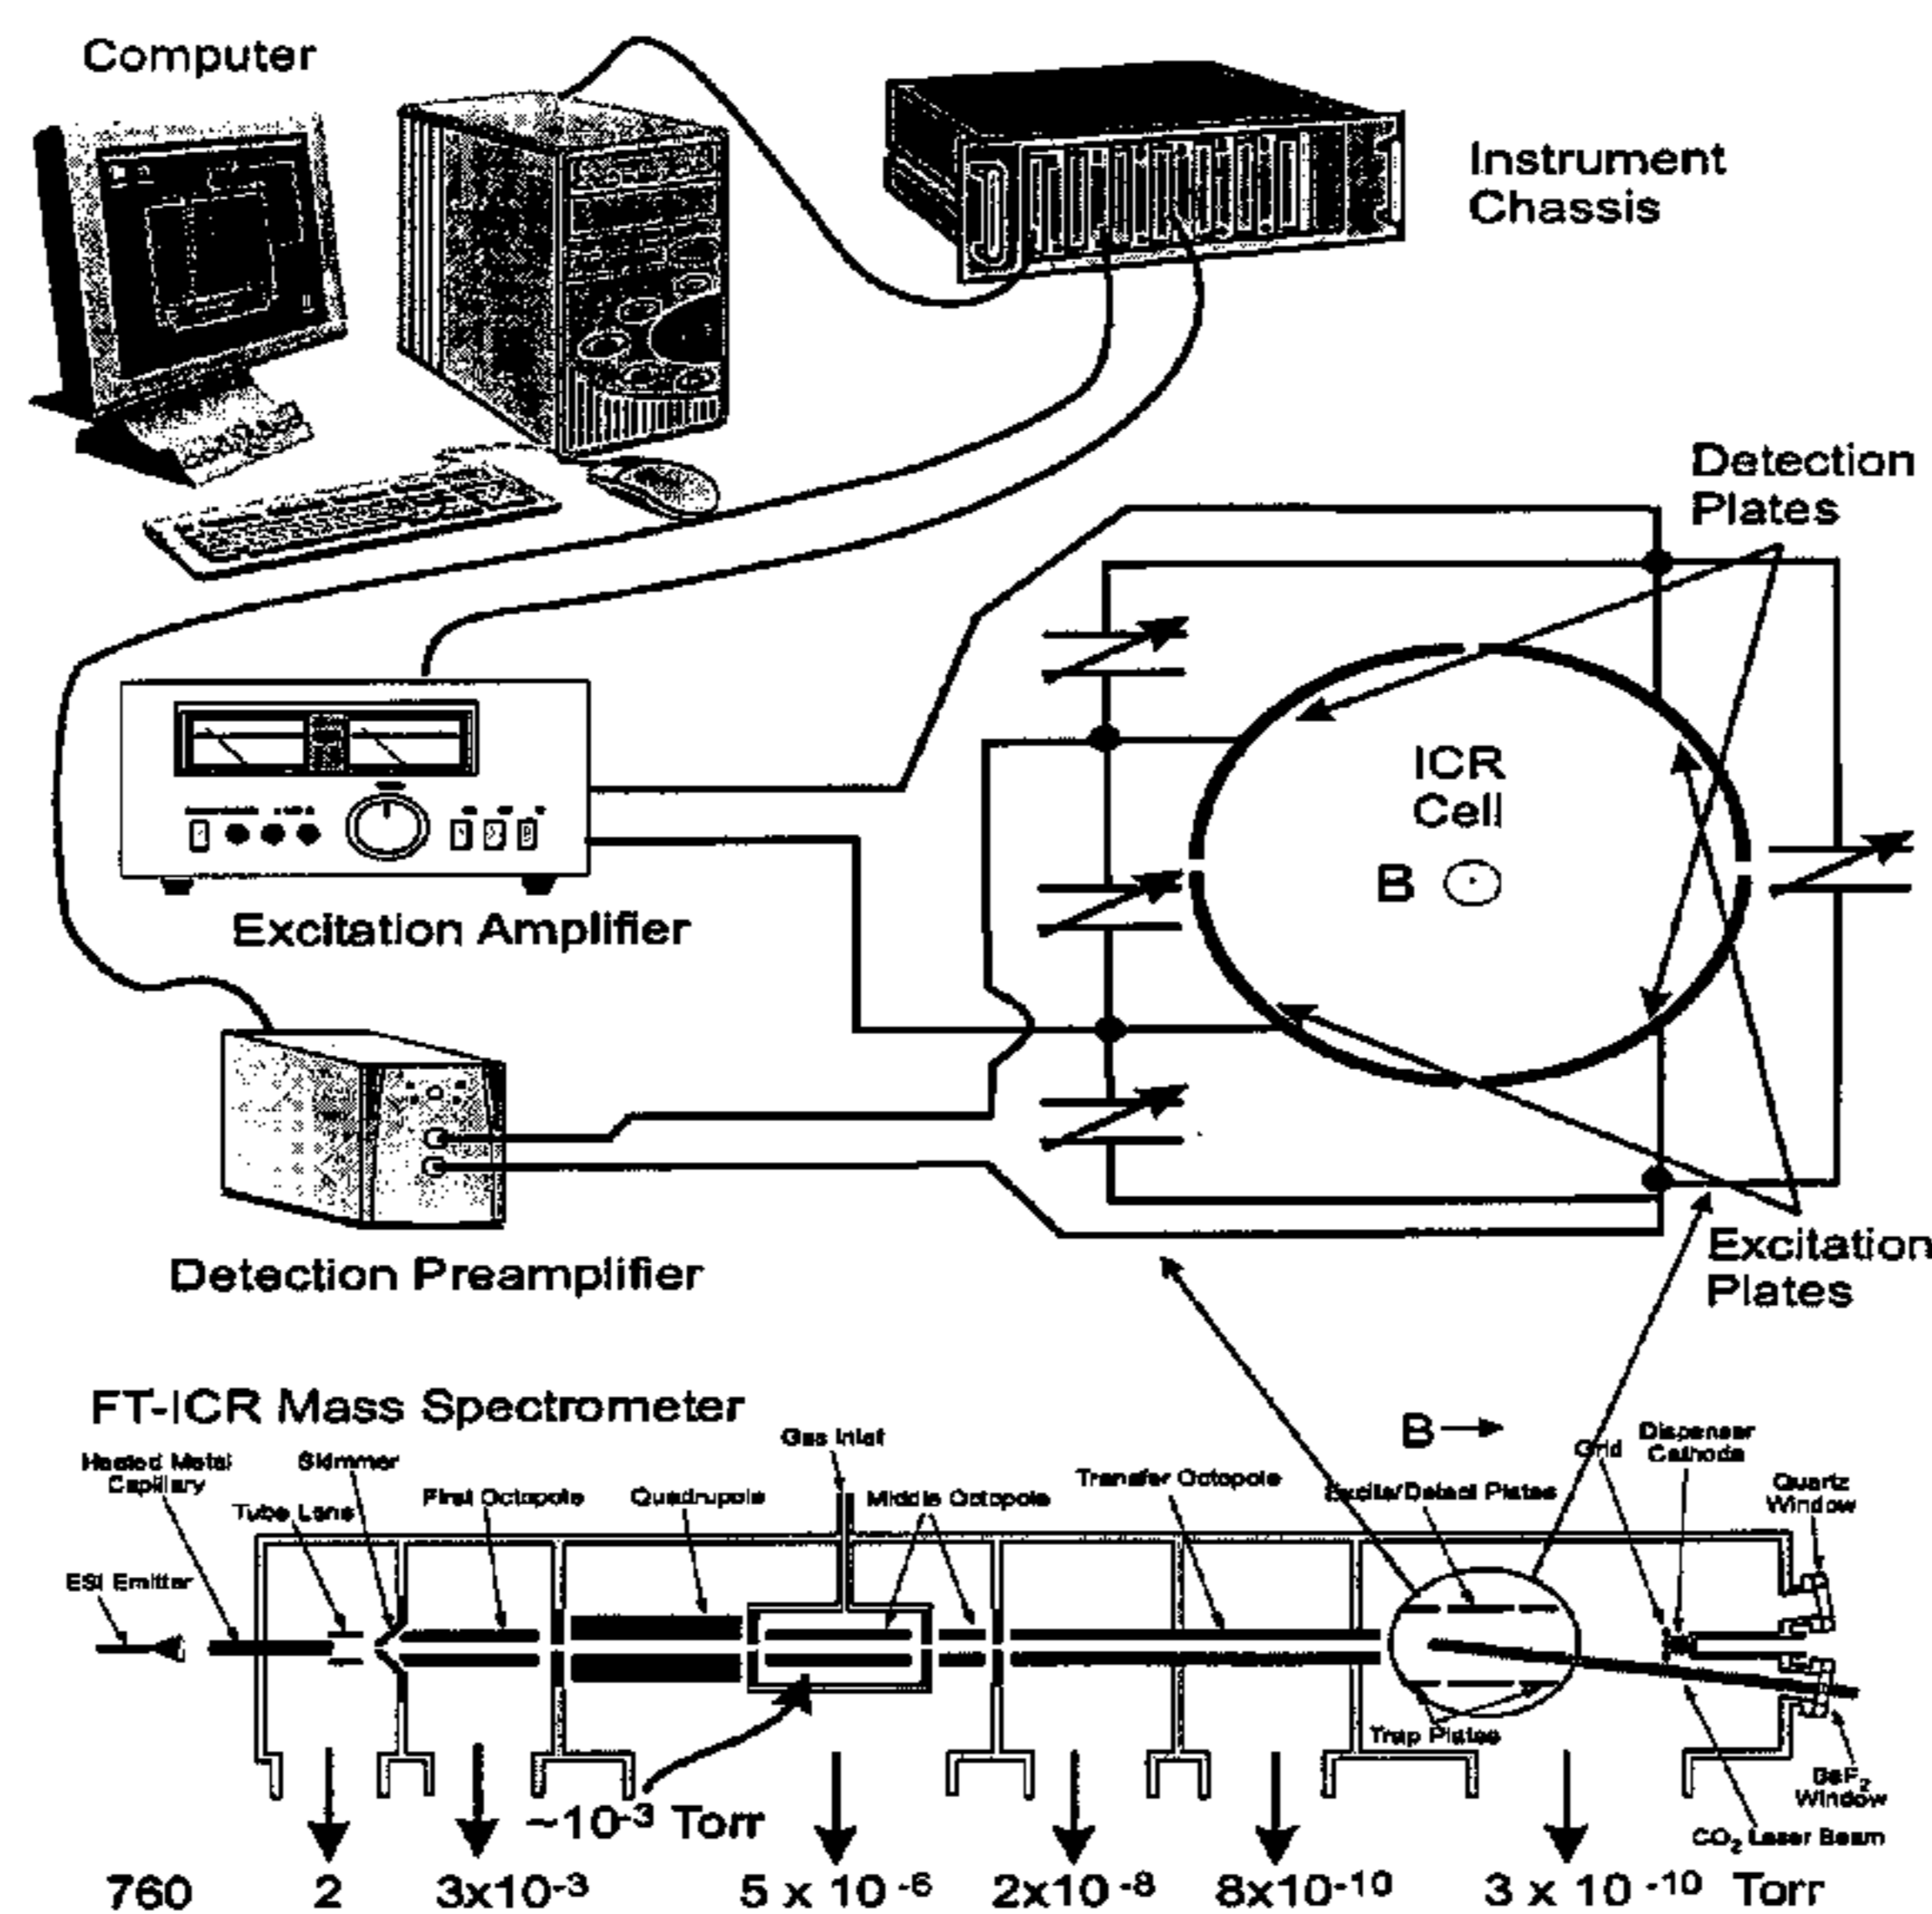 Computer
Instrument
Chassis
Detection
Plates
ICR
Cell
B
Excitation Amplifier
Detection Preamplifier
Excitation
Plates
FT-ICR Mass Spectrometer
Gas Inlet
B
Grid
Dispenser
Cathode
Heated Metal
Capillary
Skimmer
Tube Lens
First Octopole
Quadrupole
Middle Octopole
Transfer Octopole
Excite/Detect Plates
Quartz
Window
ESI Emitter
Trap Plates
BaF₂
Window
~10⁻³ Torr
CO₂ Laser Beam
760 2 3x10⁻³ 5 x 10⁻⁶ 2x10⁻⁸ 8x10⁻¹⁰ 3 x 10⁻¹⁰ Torr